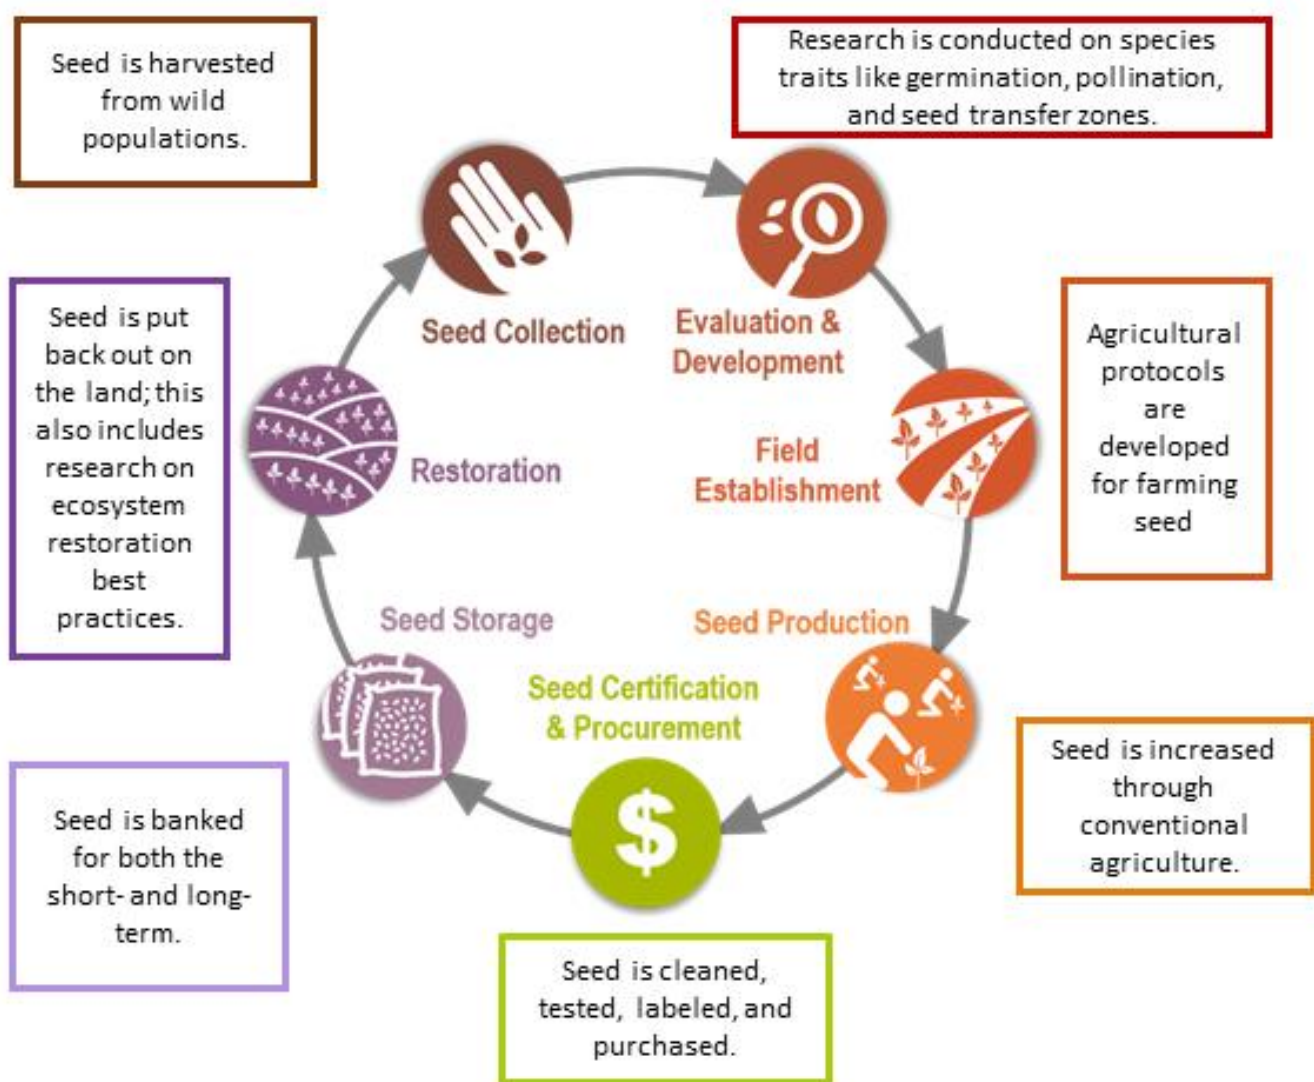 Seed is harvested
from wild
populations.
Research is conducted on species
traits like germination, pollination,
and seed transfer zones.
Seed Collection
Evaluation &
Development
Seed is put
back out on
the land; this
also includes
research on
ecosystem
restoration
best
practices.
Restoration
Field
Establishment
Agricultural
protocols
are
developed
for farming
seed
Seed Storage
Seed Production
Seed Certification
& Procurement
$
Seed is increased
through
conventional
agriculture.
Seed is banked
for both the
short- and long-
term.
Seed is cleaned,
tested, labeled, and
purchased.